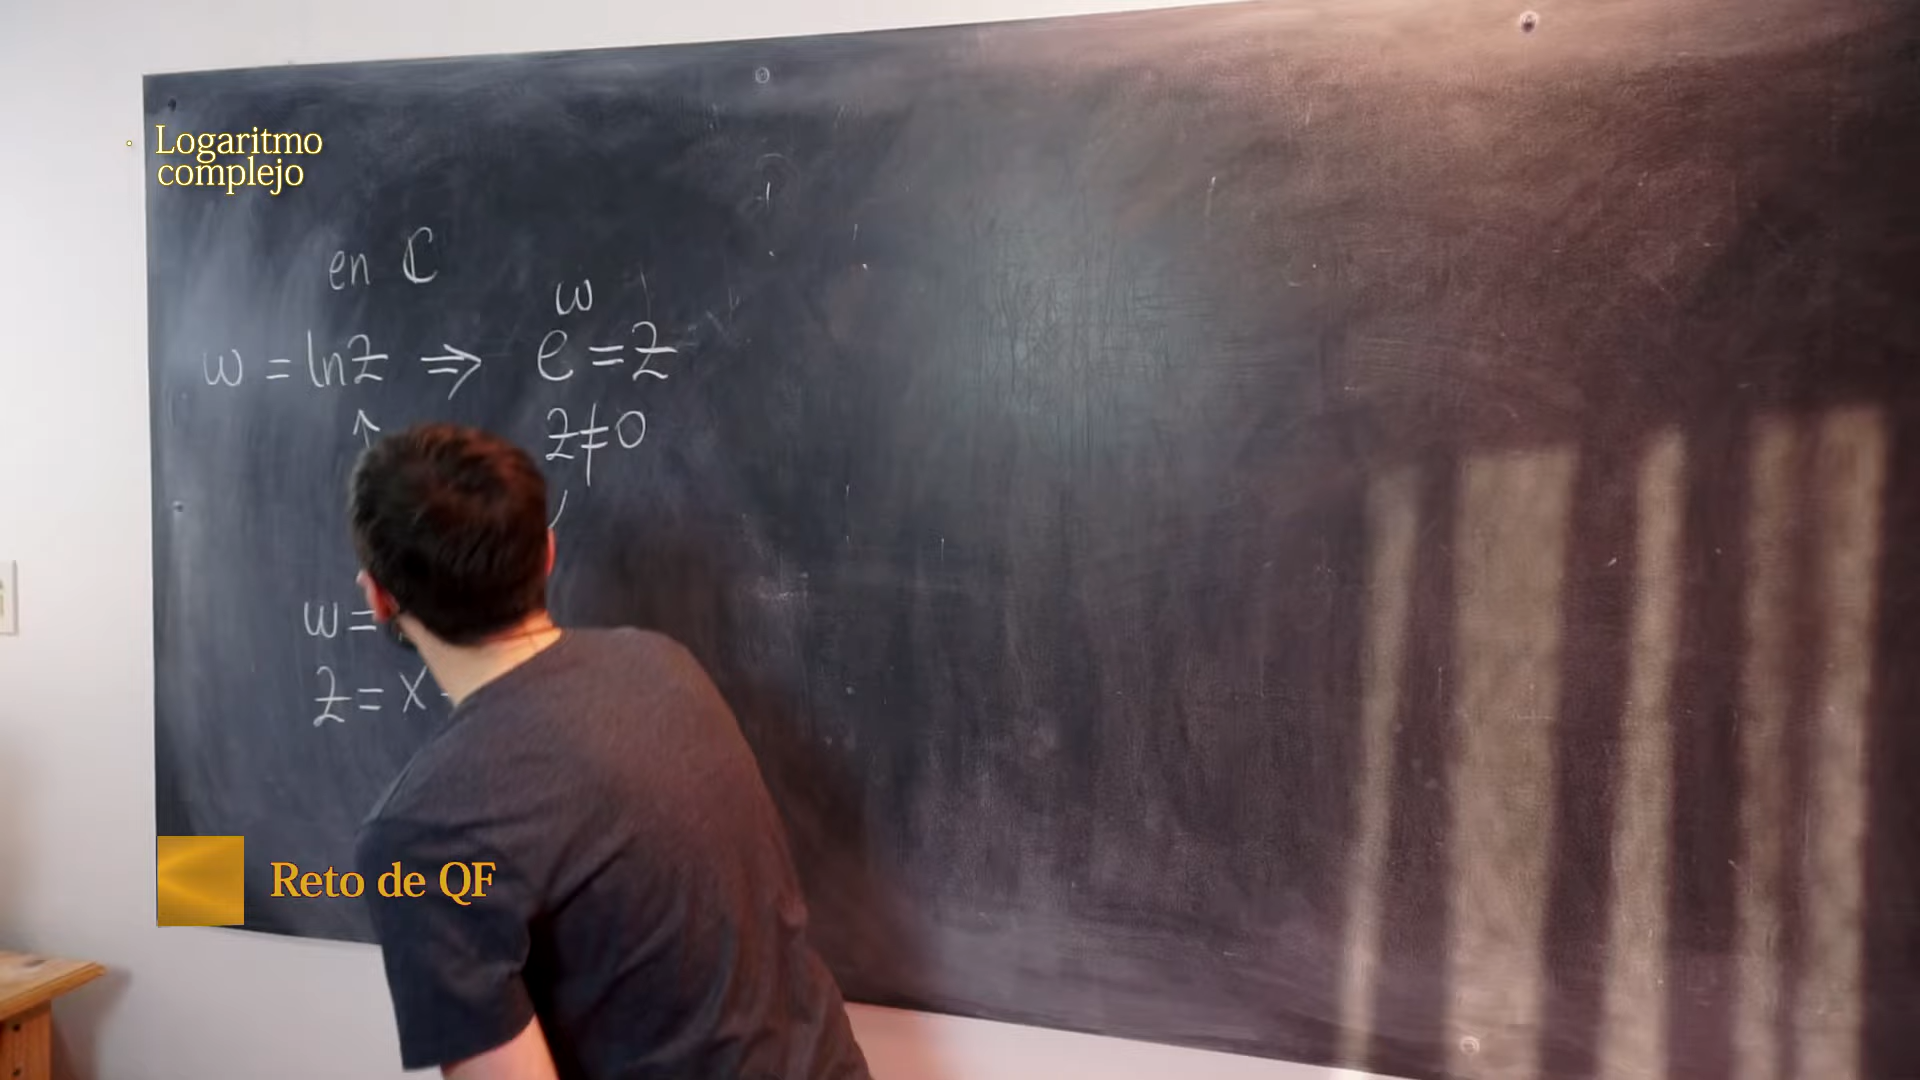 Logaritmo
complejo
en ℂ
w = ln z ⇒ e^w = z
↑ z ≠ 0
w =
z = x
Reto de QF